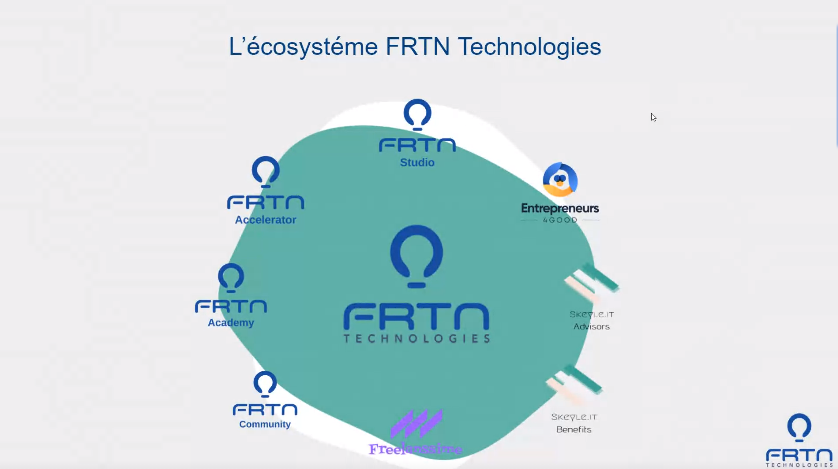 L'écosystéme FRTN Technologies
FRTN
Studio
FRTN
Accelerator
Entrepreneurs
4GOOD
FRTN
TECHNOLOGIES
FRTN
Academy
SKEYLE.IT
Advisors
FRTN
Community
SKEYLE.IT
Benefits
FRTN
TECHNOLOGIES